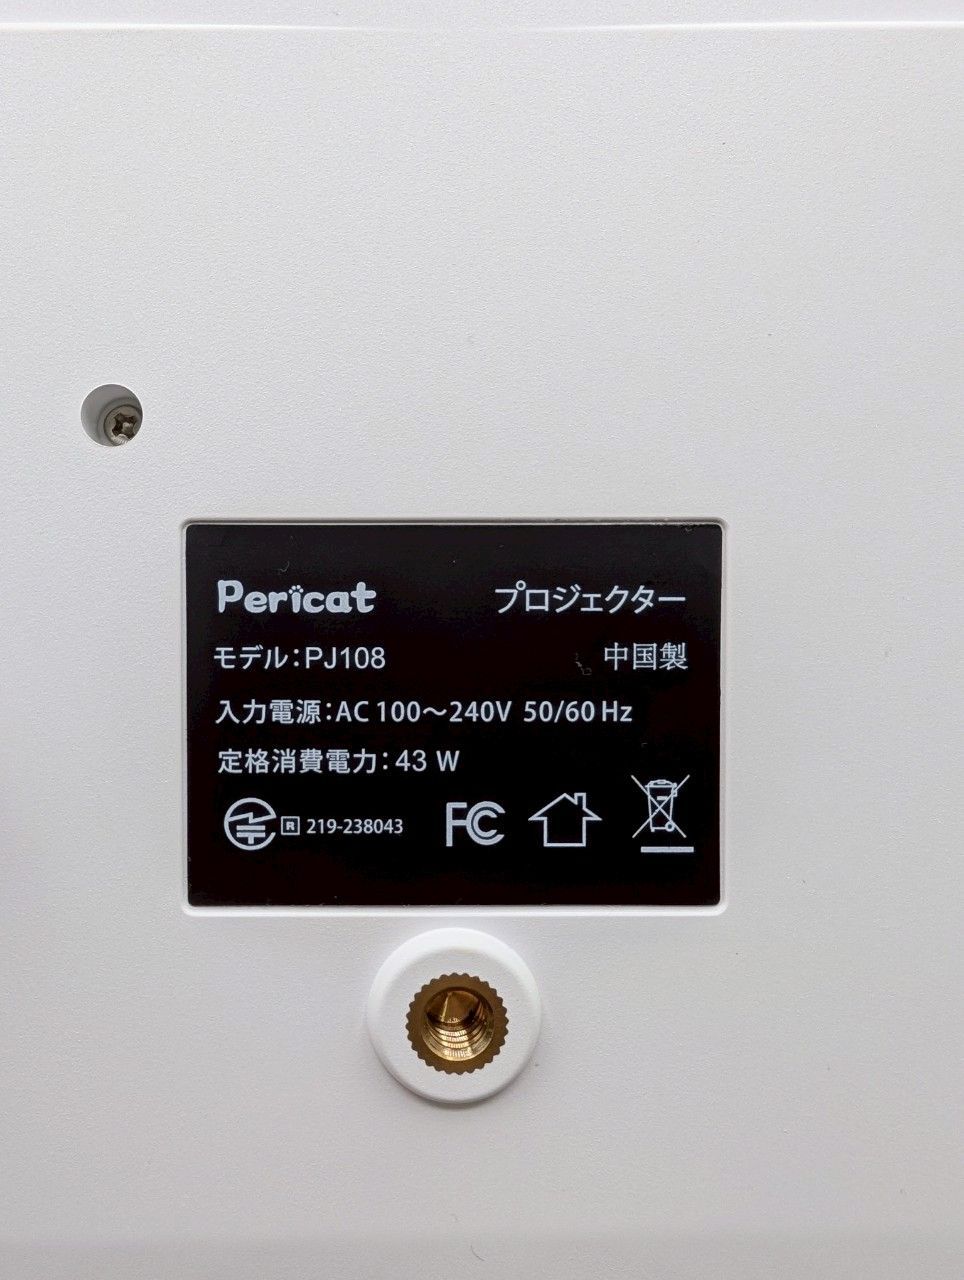 Pericat プロジェクター
モデル：PJ108 中国製
入力電源：AC 100～240V 50/60 Hz
定格消費電力：43 W
R 219-238043 FC